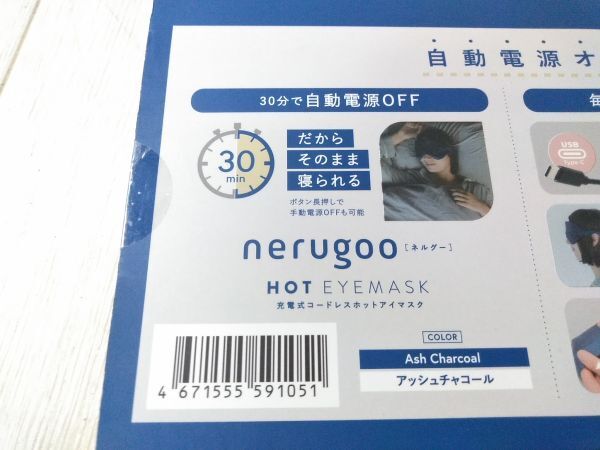 自動電源オ
30分で自動電源OFF
30
min
だから
そのまま
寝られる
ボタン長押しで
手動電源OFFも可能
nerugoo [ネルグー]
HOT EYEMASK
充電式コードレスホットアイマスク
4 671555 591051
COLOR
Ash Charcoal
アッシュチャコール
毎
USB
Type-C